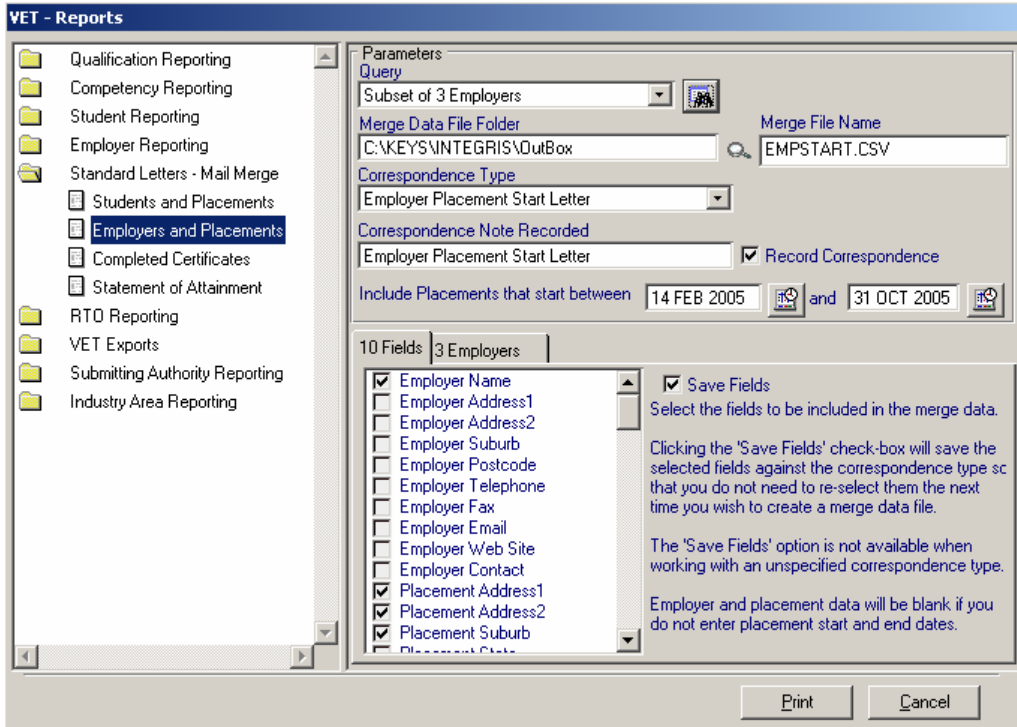 VET - Reports
Qualification Reporting
Competency Reporting
Student Reporting
Employer Reporting
Standard Letters - Mail Merge
Students and Placements
Employers and Placements
Completed Certificates
Statement of Attainment
RTO Reporting
VET Exports
Submitting Authority Reporting
Industry Area Reporting
Parameters
Query
Subset of 3 Employers
Merge Data File Folder
Merge File Name
C:\KEYS\INTEGRIS\OutBox
EMPSTART.CSV
Correspondence Type
Employer Placement Start Letter
Correspondence Note Recorded
Employer Placement Start Letter
Record Correspondence
Include Placements that start between 14 FEB 2005 and 31 OCT 2005
10 Fields
3 Employers
Employer Name
Employer Address1
Employer Address2
Employer Suburb
Employer Postcode
Employer Telephone
Employer Fax
Employer Email
Employer Web Site
Employer Contact
Placement Address1
Placement Address2
Placement Suburb
Placement State
Save Fields
Select the fields to be included in the merge data.
Clicking the 'Save Fields' check-box will save the
selected fields against the correspondence type so
that you do not need to re-select them the next
time you wish to create a merge data file.
The 'Save Fields' option is not available when
working with an unspecified correspondence type.
Employer and placement data will be blank if you
do not enter placement start and end dates.
Print
Cancel